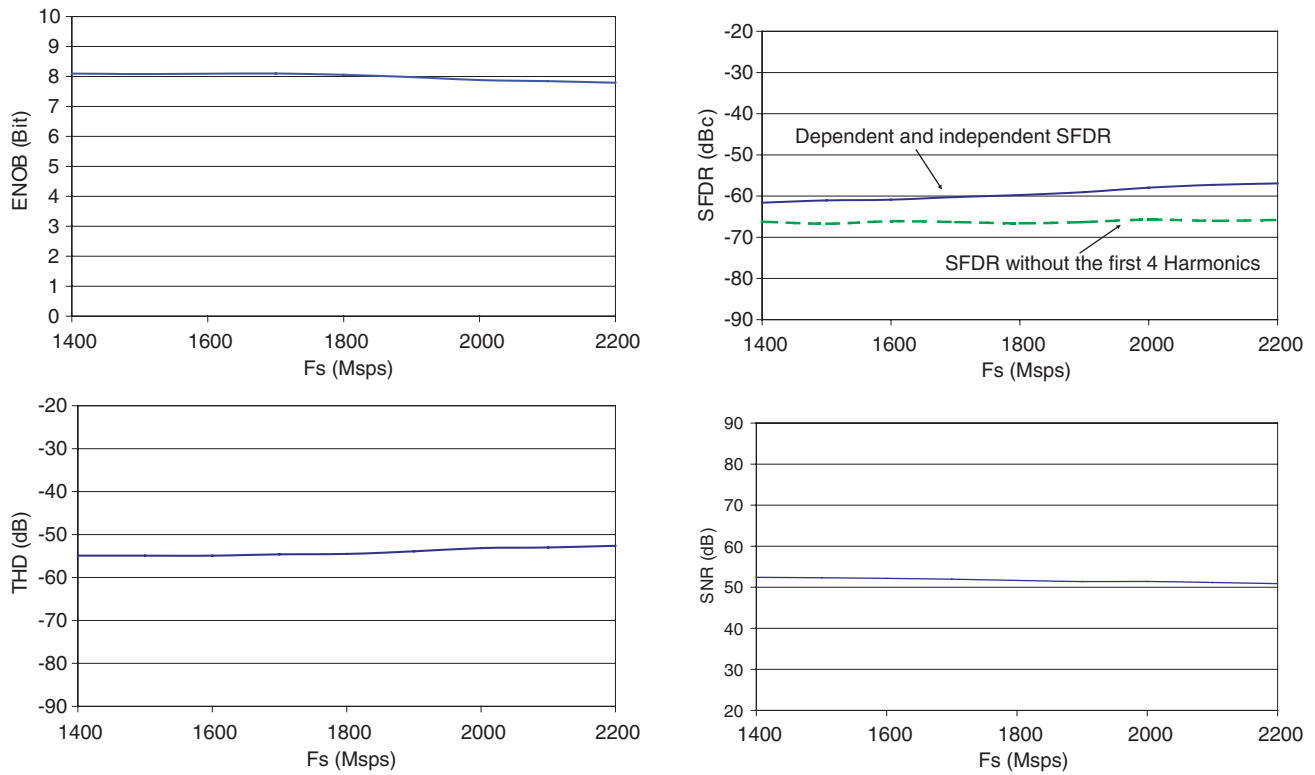 10
9
8
7
6
5
4
3
2
1
0
ENOB (Bit)
1400 1600 1800 2000 2200
Fs (Msps)
-20
-30
-40
-50
-60
-70
-80
-90
SFDR (dBc)
Dependent and independent SFDR
SFDR without the first 4 Harmonics
1400 1600 1800 2000 2200
Fs (Msps)
-20
-30
-40
-50
-60
-70
-80
-90
THD (dB)
1400 1600 1800 2000 2200
Fs (Msps)
90
80
70
60
50
40
30
20
SNR (dB)
1400 1600 1800 2000 2200
Fs (Msps)